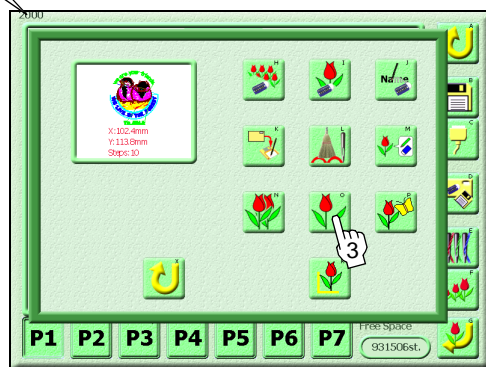 2000
A
H
I
J
Name
B
X:102.4mm
Y:113.8mm
Steps:10
C
K
L
M
D
N
O
P
E
3
F
X
P1 P2 P3 P4 P5 P6 P7
Free Space
931506st.
G